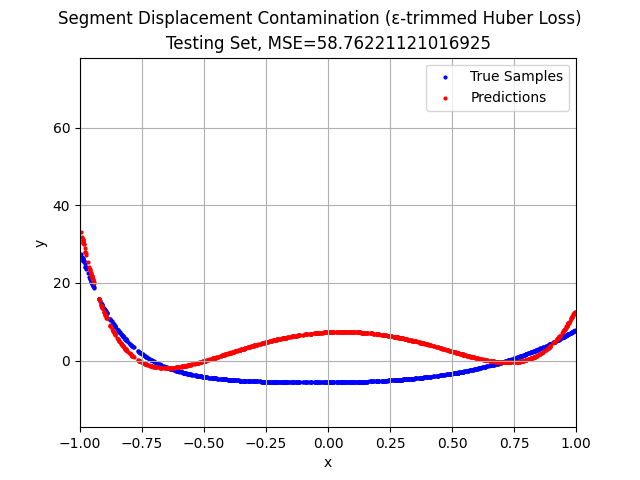 Segment Displacement Contamination (ε-trimmed Huber Loss)
Testing Set, MSE=58.76221121016925
True Samples
Predictions
60
40
20
0
y
−1.00 −0.75 −0.50 −0.25 0.00 0.25 0.50 0.75 1.00
x